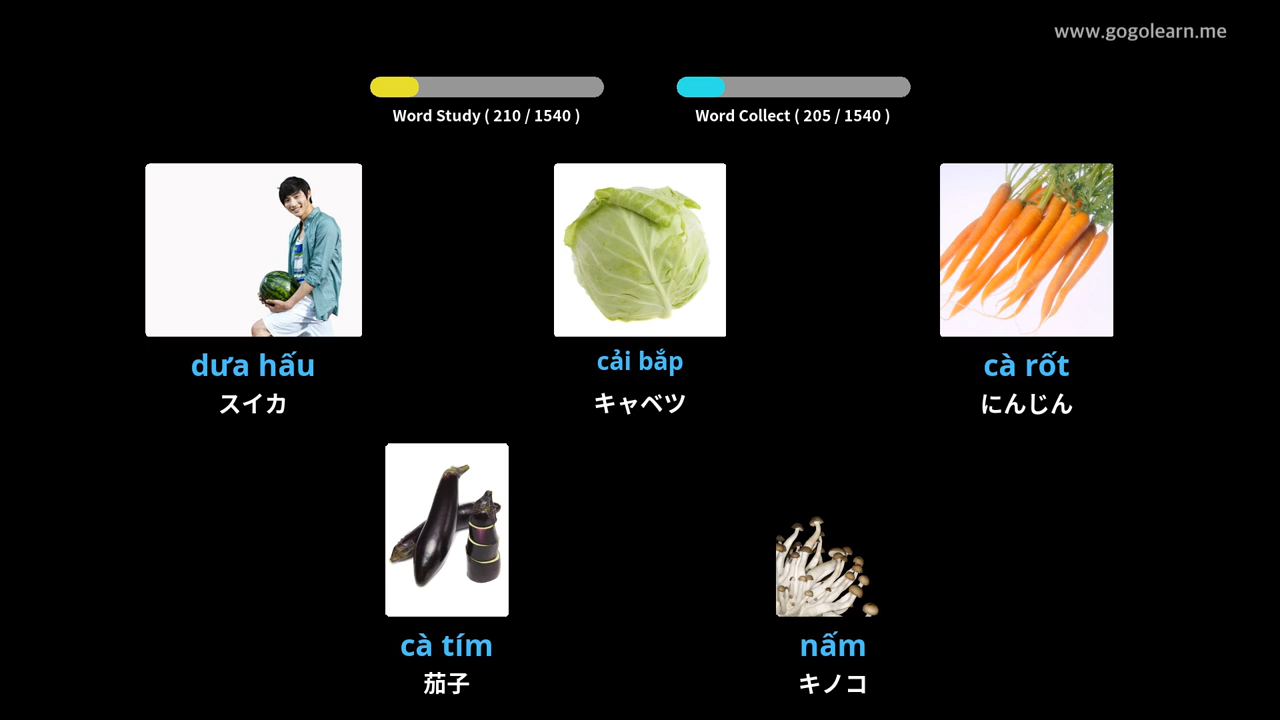 www.gogolearn.me
Word Study ( 210 / 1540 )
Word Collect ( 205 / 1540 )
dưa hấu
スイカ
cải bắp
キャベツ
cà rốt
にんじん
cà tím
茄子
nấm
キノコ